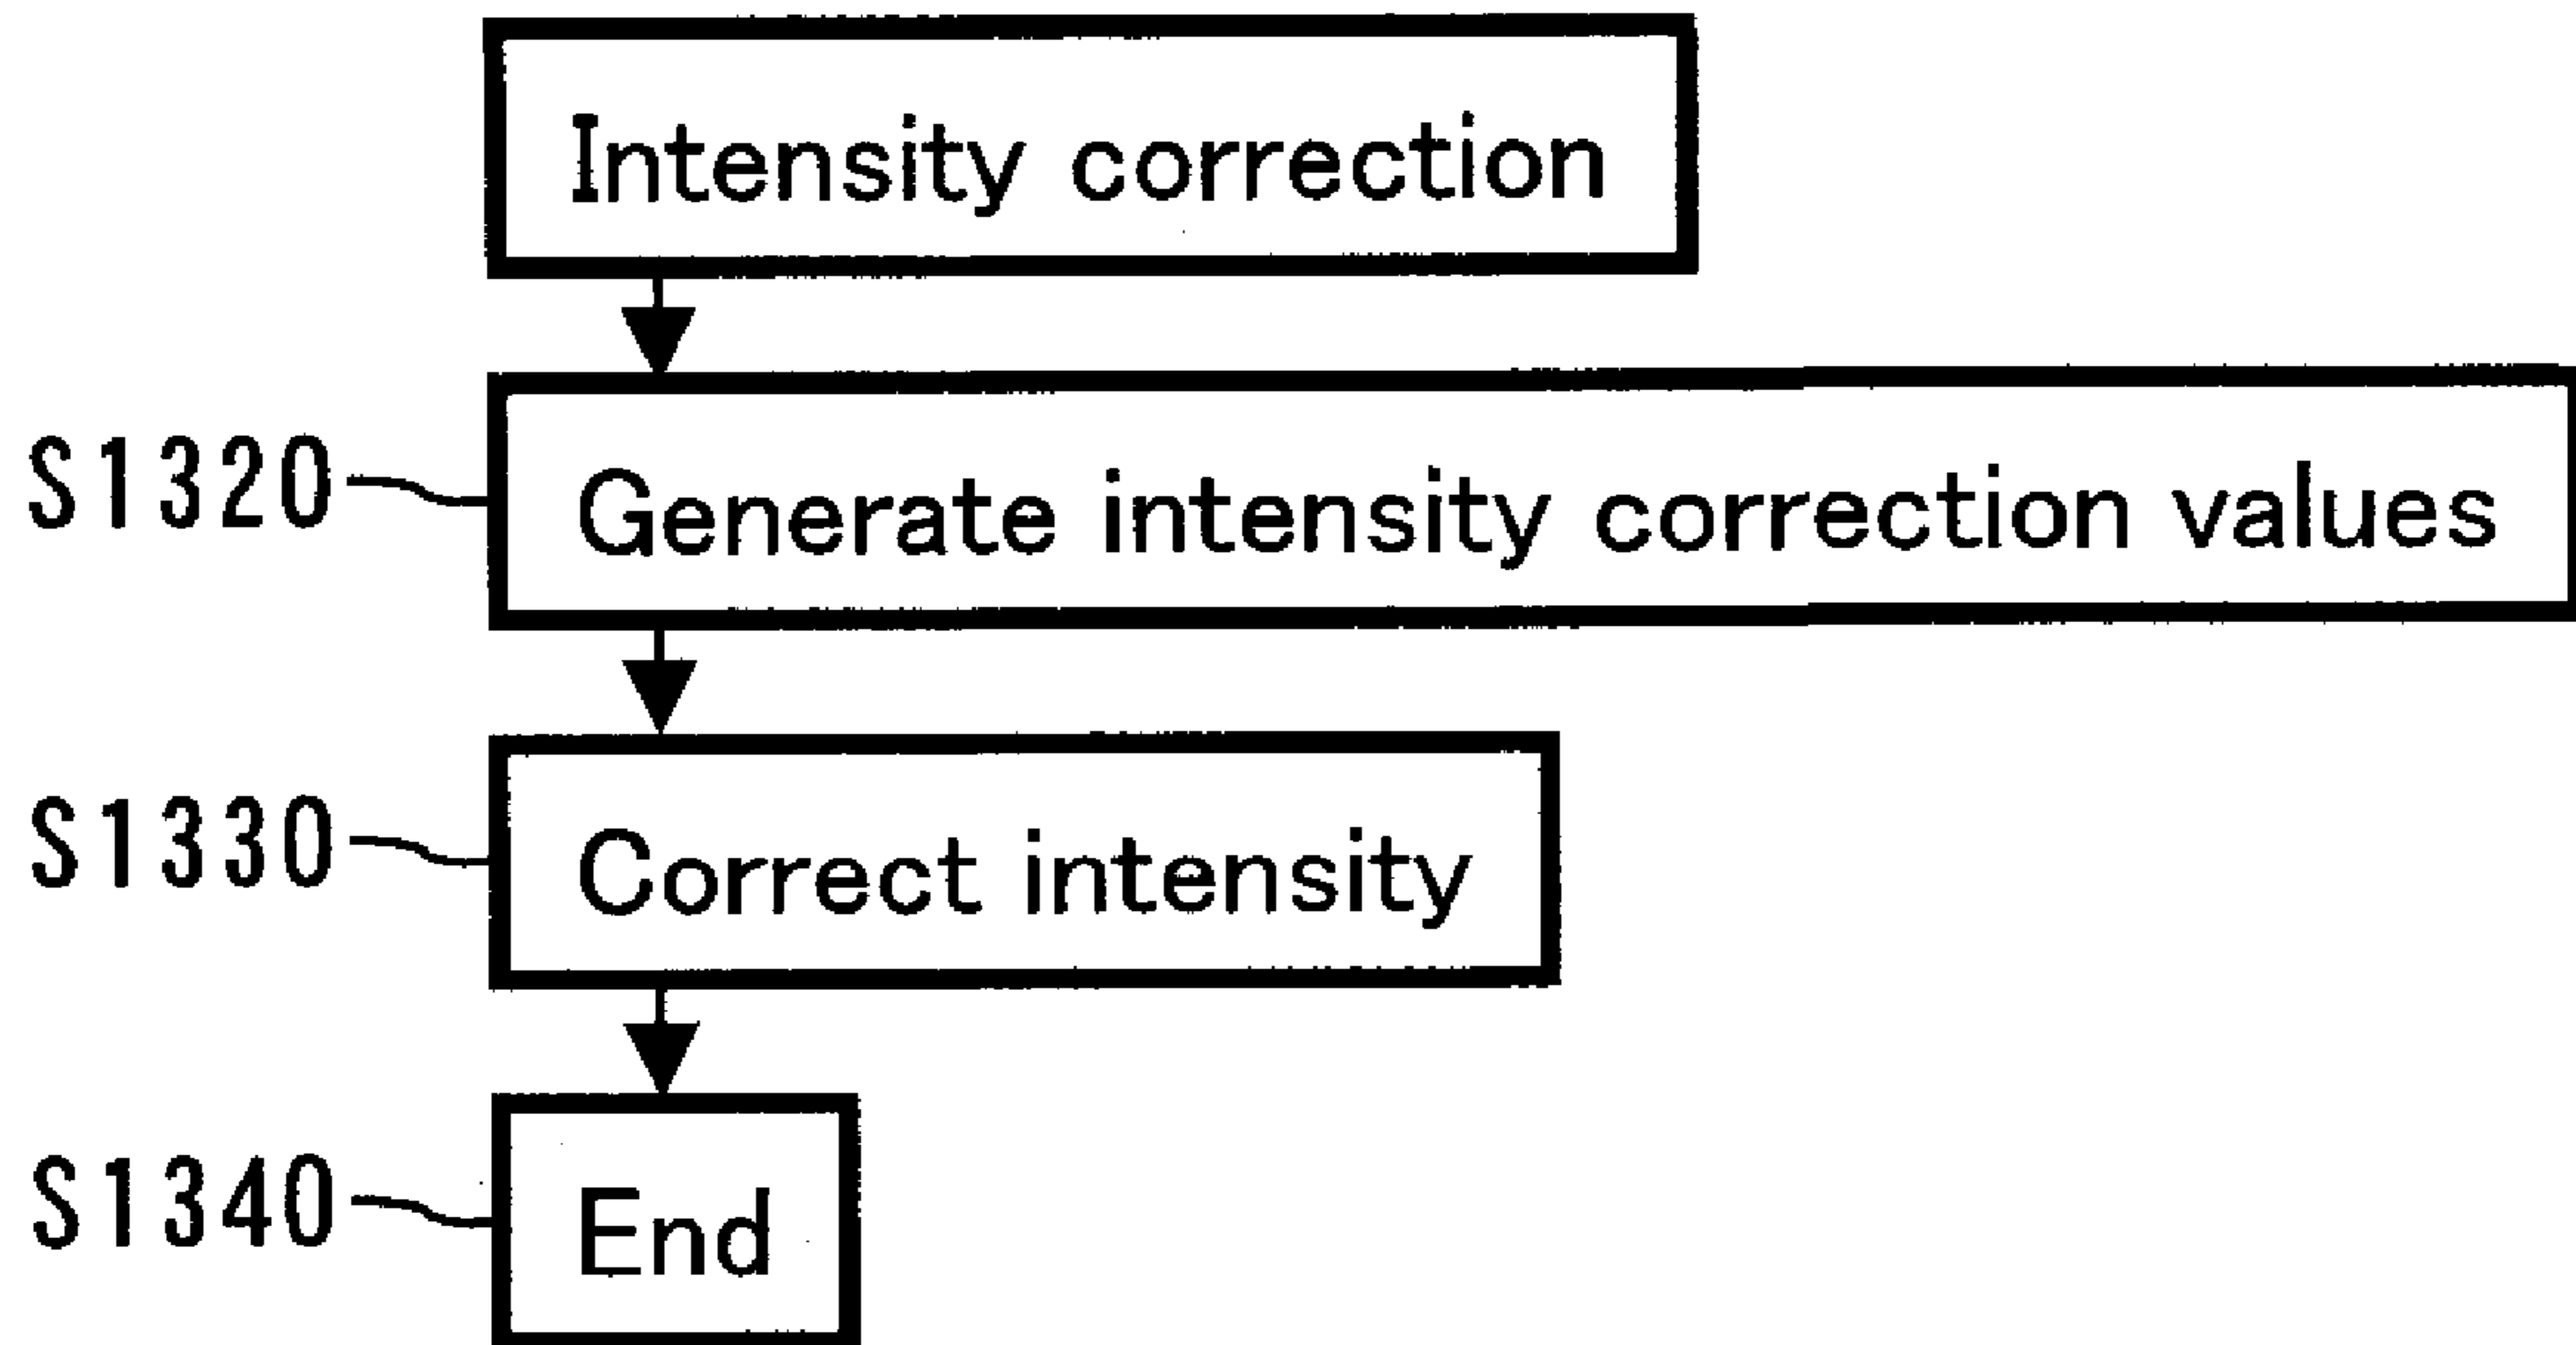 Intensity correction
S1320 Generate intensity correction values
S1330 Correct intensity
S1340 End